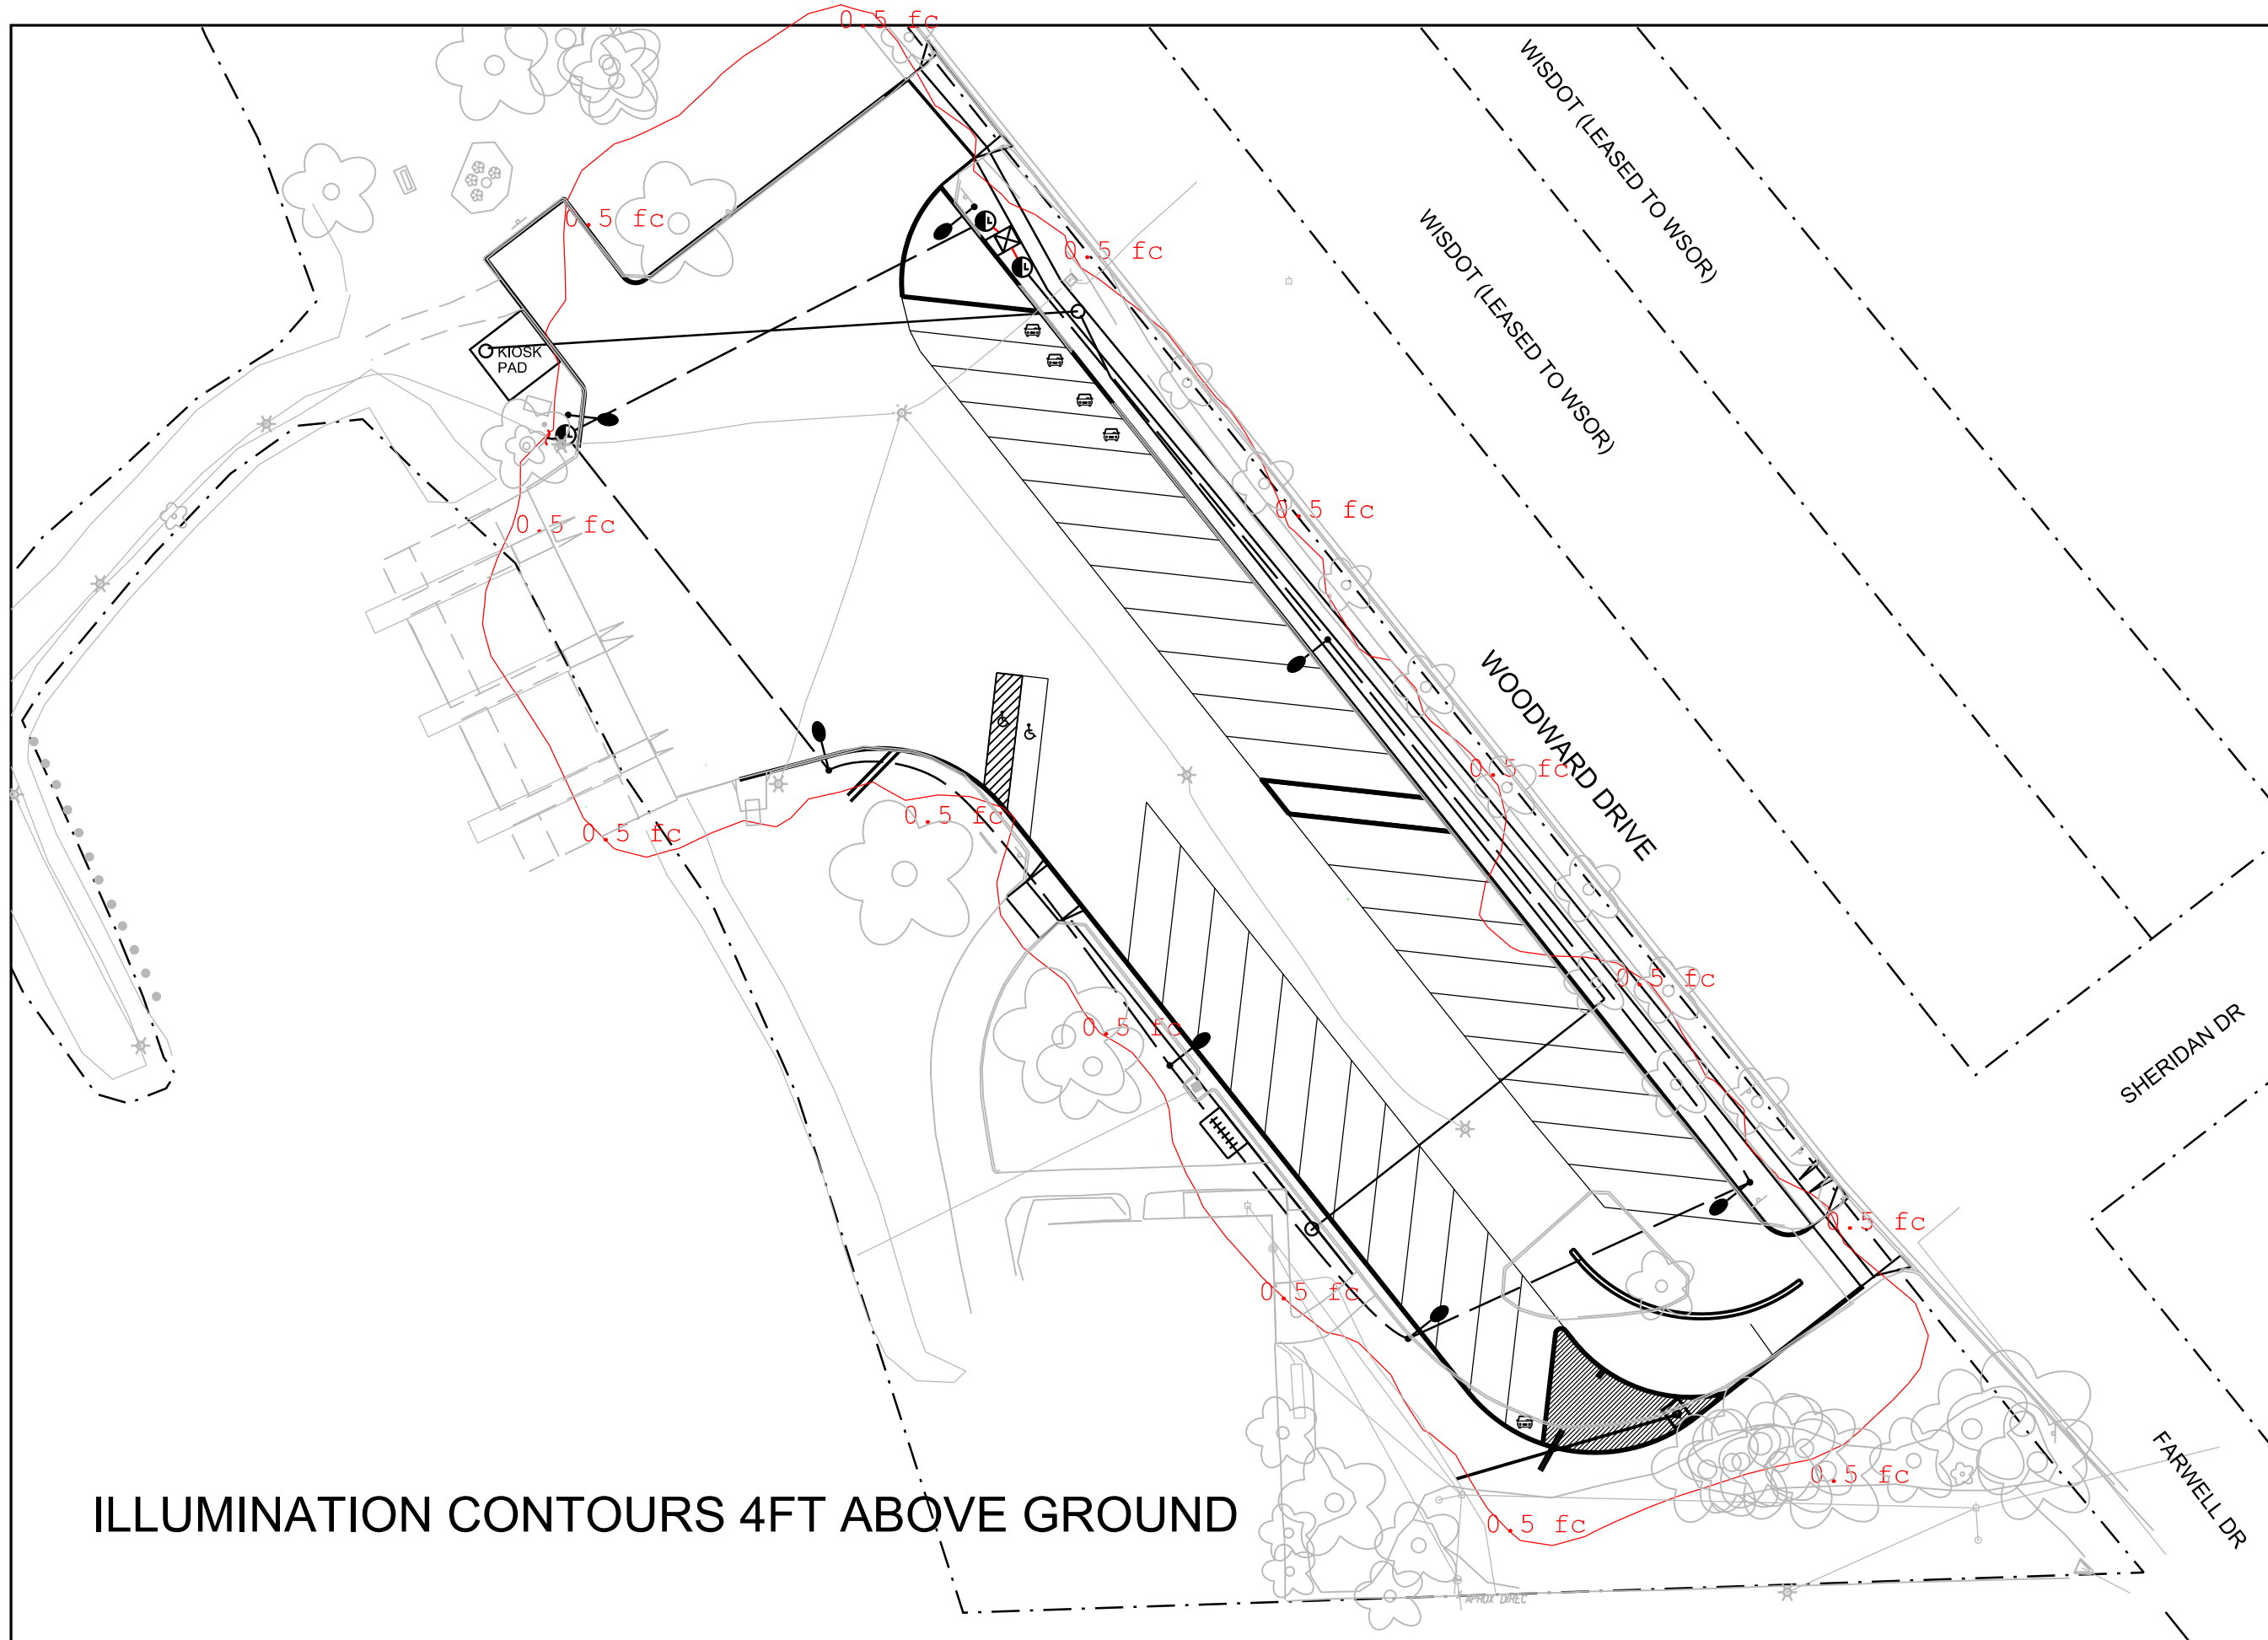 0.5 fc
WISDOT (LEASED TO WSOR)
0.5 fc
WISDOT (LEASED TO WSOR)
0.5 fc
KIOSK
PAD
0.5 fc
0.5 fc
WOODWARD DRIVE
0.5 fc
0.5 fc
0.5 fc
0.5 fc
0.5 fc
SHERIDAN DR
0.5 fc
0.5 fc
0.5 fc
FARWELL DR
ILLUMINATION CONTOURS 4FT ABOVE GROUND
0.5 fc
APROX DIREC